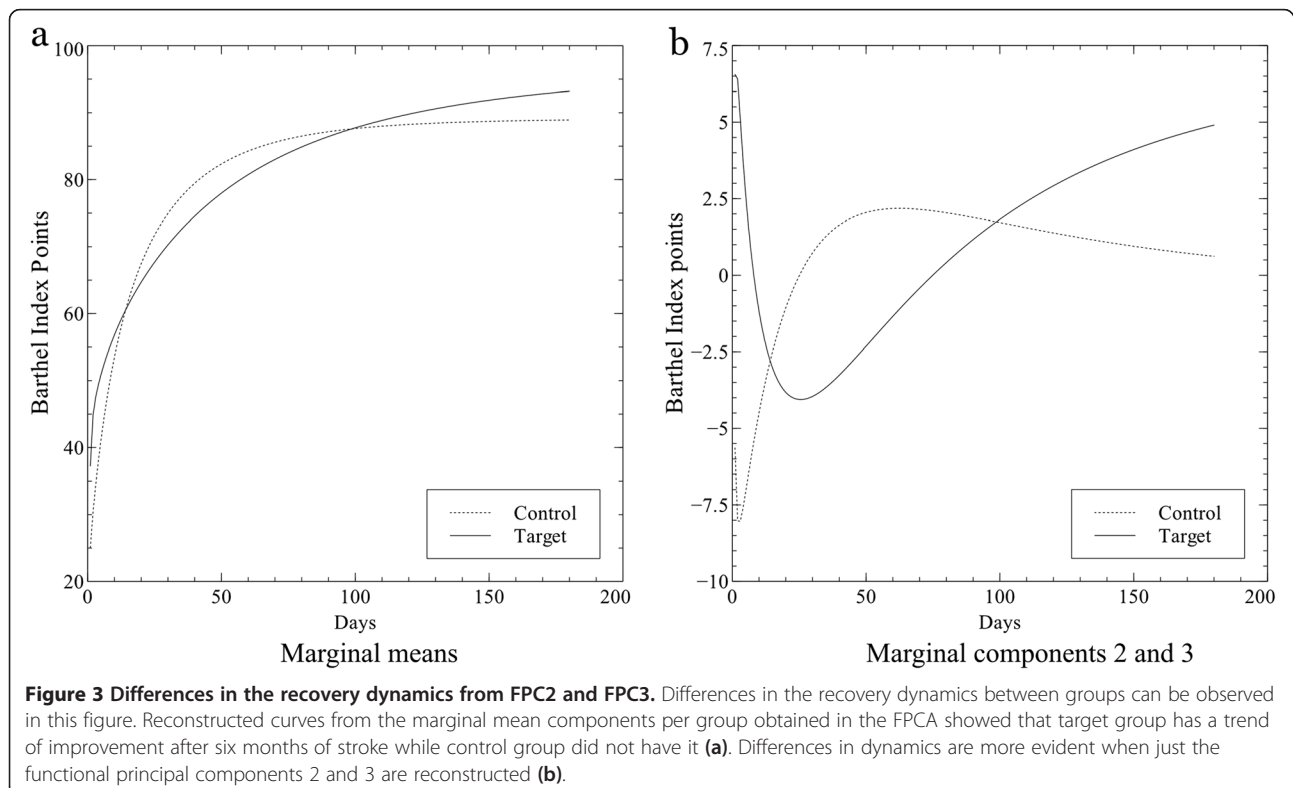 a
100
80
60
40
20
Barthel Index Points
Control
Target
0 50 100 150 200
Days
Marginal means
b
7.5
5
2.5
0
−2.5
−5
−7.5
−10
Barthel Index points
Control
Target
0 50 100 150 200
Days
Marginal components 2 and 3
Figure 3 Differences in the recovery dynamics from FPC2 and FPC3. Differences in the recovery dynamics between groups can be observed
in this figure. Reconstructed curves from the marginal mean components per group obtained in the FPCA showed that target group has a trend
of improvement after six months of stroke while control group did not have it (a). Differences in dynamics are more evident when just the
functional principal components 2 and 3 are reconstructed (b).